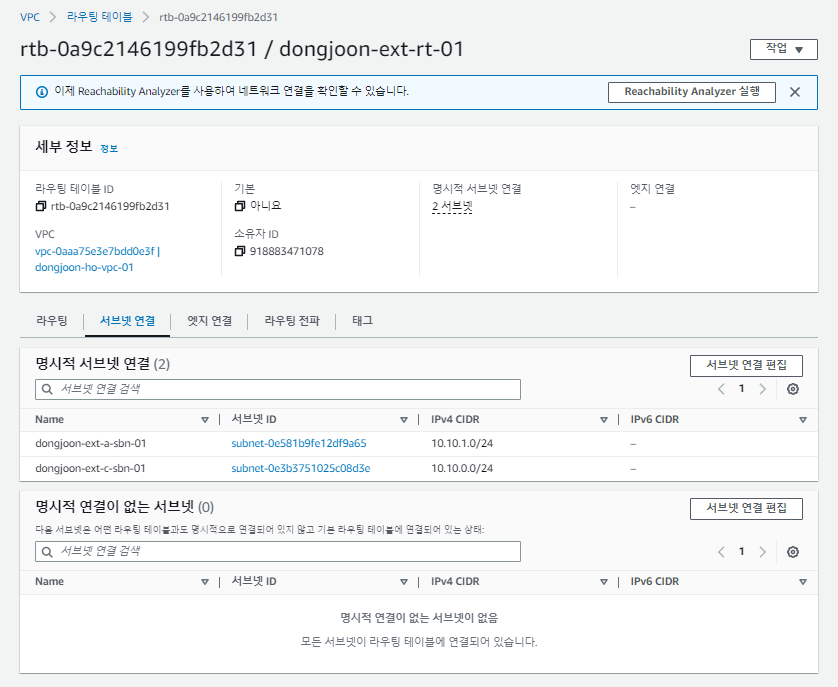 VPC > 라우팅 테이블 > rtb-0a9c2146199fb2d31
rtb-0a9c2146199fb2d31 / dongjoon-ext-rt-01
작업 ▼
이제 Reachability Analyzer를 사용하여 네트워크 연결을 확인할 수 있습니다.
Reachability Analyzer 실행
세부 정보 정보
라우팅 테이블 ID
rtb-0a9c2146199fb2d31
기본
아니요
명시적 서브넷 연결
2 서브넷
엣지 연결
–
VPC
vpc-0aaa75e3e7bdd0e3f |
dongjoon-ho-vpc-01
소유자 ID
918883471078
라우팅 서브넷 연결 엣지 연결 라우팅 전파 태그
명시적 서브넷 연결 (2)
서브넷 연결 편집
서브넷 연결 검색
1
Name 서브넷 ID IPv4 CIDR IPv6 CIDR
dongjoon-ext-a-sbn-01 subnet-0e581b9fe12df9a65 10.10.1.0/24 –
dongjoon-ext-c-sbn-01 subnet-0e3b3751025c08d3e 10.10.0.0/24 –
명시적 연결이 없는 서브넷 (0)
서브넷 연결 편집
다음 서브넷은 어떤 라우팅 테이블과도 명시적으로 연결되어 있지 않고 기본 라우팅 테이블에 연결되어 있는 상태:
서브넷 연결 검색
1
Name 서브넷 ID IPv4 CIDR IPv6 CIDR
명시적 연결이 없는 서브넷이 없음
모든 서브넷이 라우팅 테이블에 연결되어 있습니다.